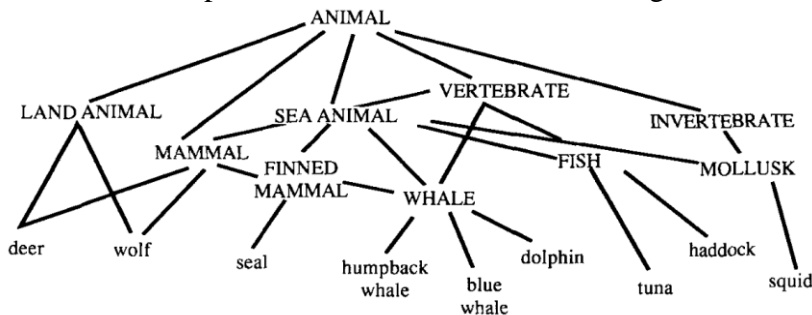 ANIMAL
LAND ANIMAL
SEA ANIMAL
VERTEBRATE
INVERTEBRATE
MAMMAL
FINNED
MAMMAL
WHALE
FISH
MOLLUSK
deer
wolf
seal
humpback
whale
blue
whale
dolphin
tuna
haddock
squid